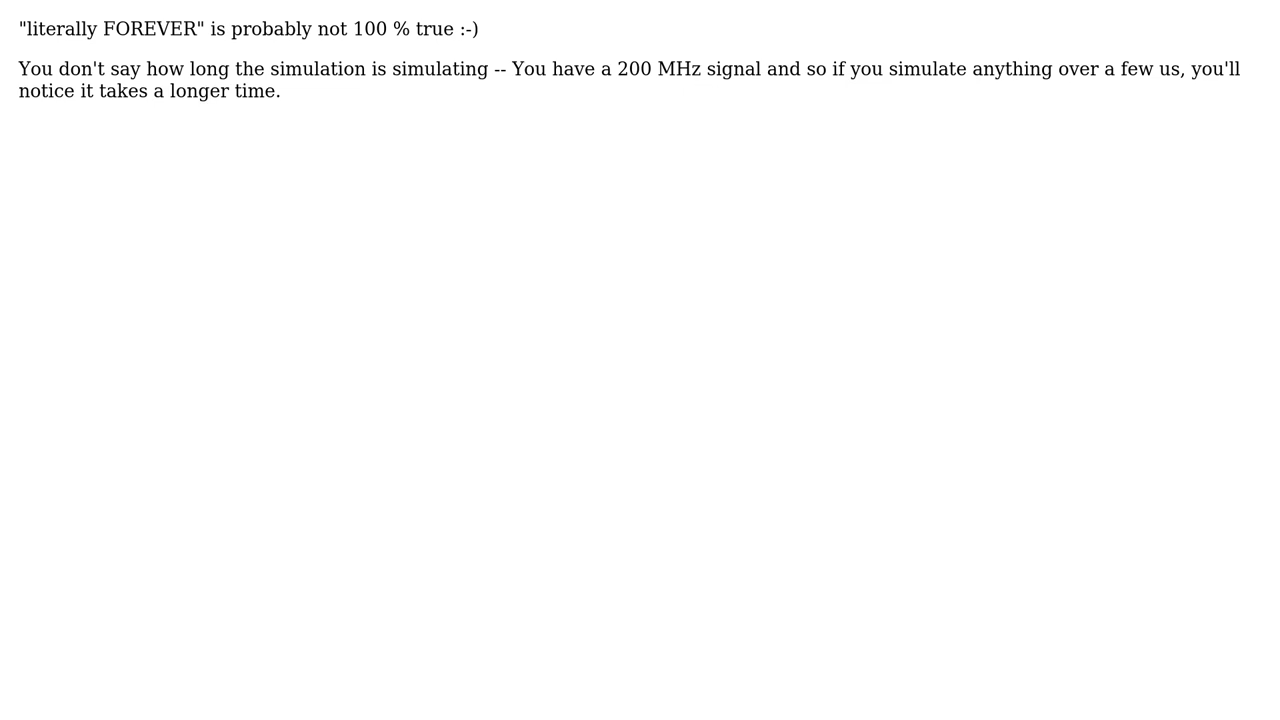 "literally FOREVER" is probably not 100 % true :-)
You don't say how long the simulation is simulating -- You have a 200 MHz signal and so if you simulate anything over a few us, you'll
notice it takes a longer time.